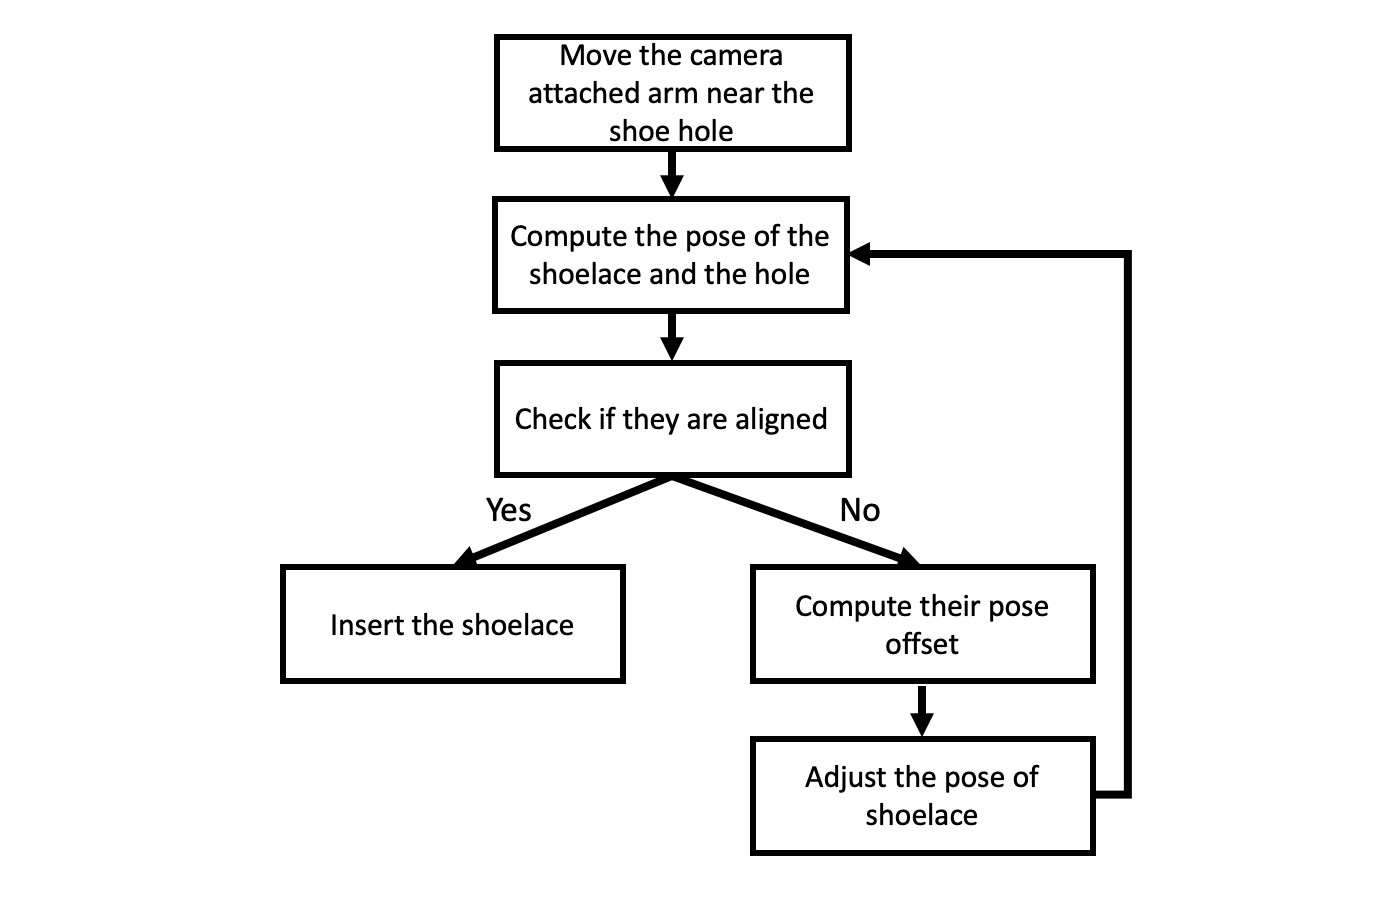 Move the camera
attached arm near the
shoe hole
Compute the pose of the
shoelace and the hole
Check if they are aligned
Yes
No
Insert the shoelace
Compute their pose
offset
Adjust the pose of
shoelace